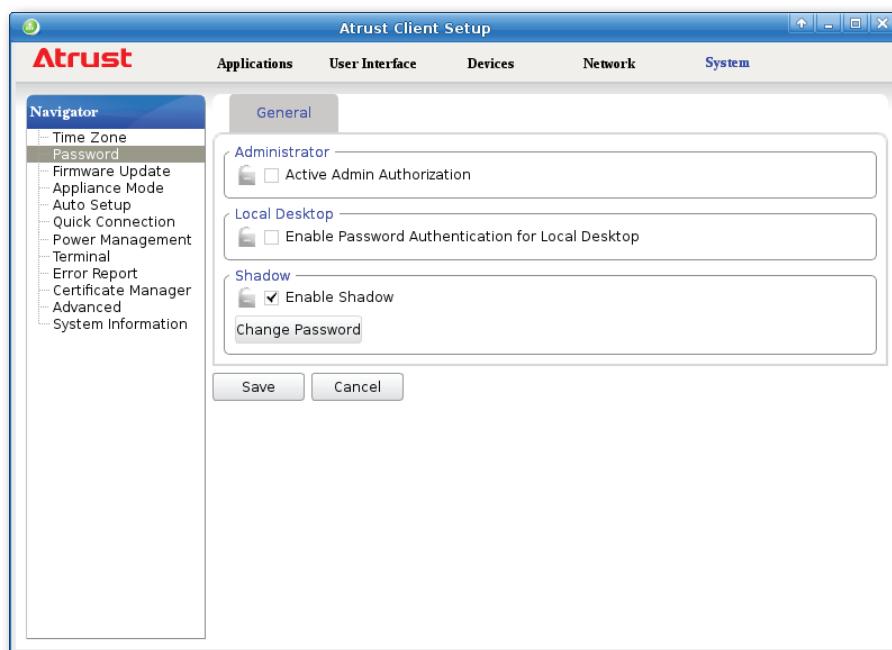 Atrust Client Setup
Atrust
Applications User Interface Devices Network System
Navigator
Time Zone
Password
Firmware Update
Appliance Mode
Auto Setup
Quick Connection
Power Management
Terminal
Error Report
Certificate Manager
Advanced
System Information
General
Administrator
Active Admin Authorization
Local Desktop
Enable Password Authentication for Local Desktop
Shadow
Enable Shadow
Change Password
Save Cancel